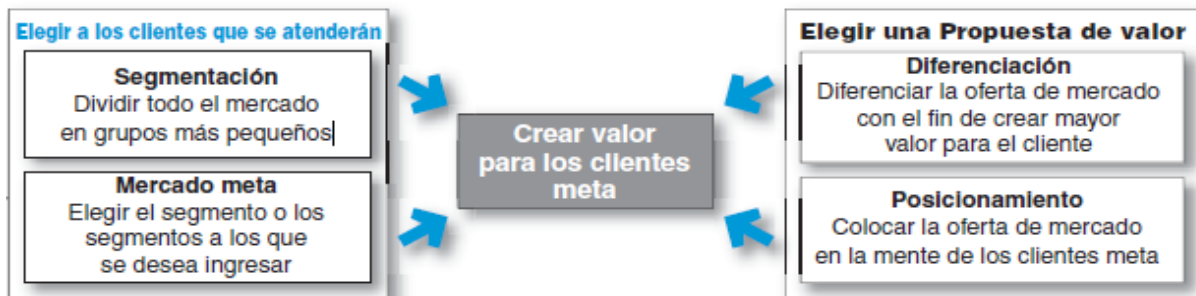 Elegir a los clientes que se atenderán
Segmentación
Dividir todo el mercado
en grupos más pequeños
Mercado meta
Elegir el segmento o los
segmentos a los que
se desea ingresar
Crear valor
para los clientes
meta
Elegir una Propuesta de valor
Diferenciación
Diferenciar la oferta de mercado
con el fin de crear mayor
valor para el cliente
Posicionamiento
Colocar la oferta de mercado
en la mente de los clientes meta